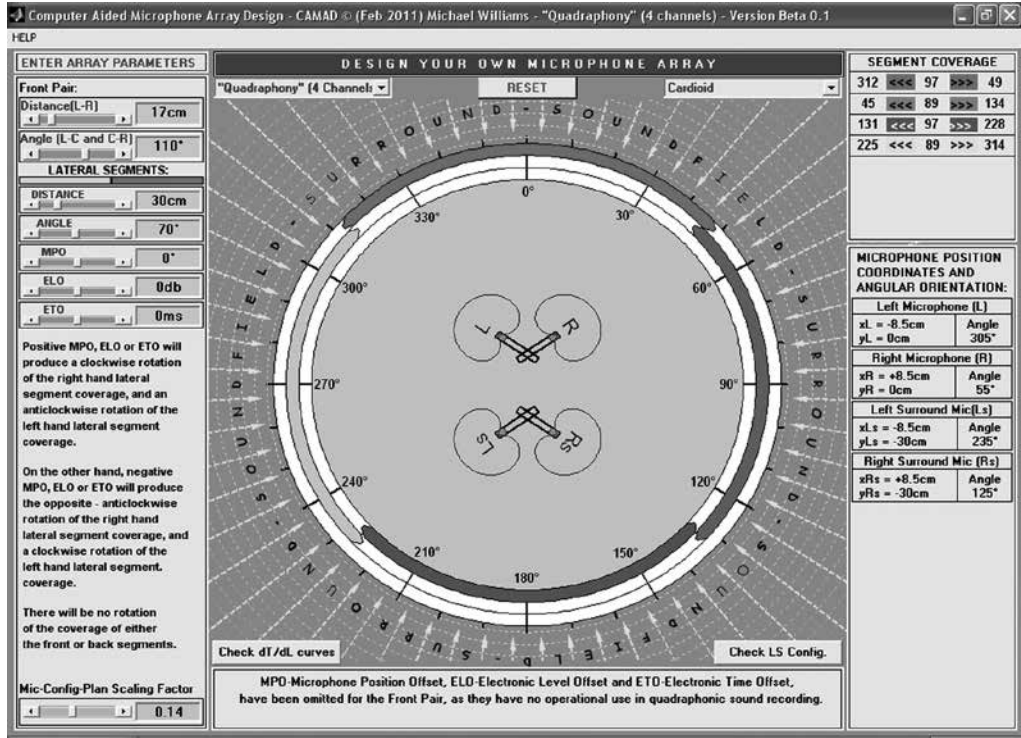 Computer Aided Microphone Array Design - CAMAD © (Feb 2011) Michael Williams - "Quadraphony" (4 channels) - Version Beta 0.1
HELP
ENTER ARRAY PARAMETERS
Front Pair:
Distance(L-R)
17cm
Angle (L-C and C-R)
110°
LATERAL SEGMENTS:
DISTANCE
30cm
ANGLE
70°
MPO
0°
ELO
0db
ETO
0ms
Positive MPO, ELO or ETO will
produce a clockwise rotation
of the right hand lateral
segment coverage, and an
anticlockwise rotation of the
left hand lateral segment
coverage.
On the other hand, negative
MPO, ELO or ETO will produce
the opposite - anticlockwise
rotation of the right hand
lateral segment coverage, and
a clockwise rotation of the
left hand lateral segment.
coverage.
There will be no rotation
of the coverage of either
the front or back segments.
Mic-Config-Plan Scaling Factor
0.14
DESIGN YOUR OWN MICROPHONE ARRAY
"Quadraphony" (4 Channel:
RESET
Cardioid
SURROUND-SOUNDFIELD-SURROUND-SOUNDFIELD-SURROUND-SOUNDFIELD-
0°
30°
60°
90°
120°
150°
180°
210°
240°
270°
300°
330°
L
R
Ls
Rs
Check dT/dL curves
Check LS Config.
MPO-Microphone Position Offset, ELO-Electronic Level Offset and ETO-Electronic Time Offset,
have been omitted for the Front Pair, as they have no operational use in quadraphonic sound recording.
SEGMENT COVERAGE
312 <<< 97 >>> 49
45 <<< 89 >>> 134
131 <<< 97 >>> 228
225 <<< 89 >>> 314
MICROPHONE POSITION
COORDINATES AND
ANGULAR ORIENTATION:
Left Microphone (L)
xL = -8.5cm Angle
yL = 0cm 305°
Right Microphone (R)
xR = +8.5cm Angle
yR = 0cm 55°
Left Surround Mic(Ls)
xLs = -8.5cm Angle
yLs = -30cm 235°
Right Surround Mic (Rs)
xRs = +8.5cm Angle
yRs = -30cm 125°